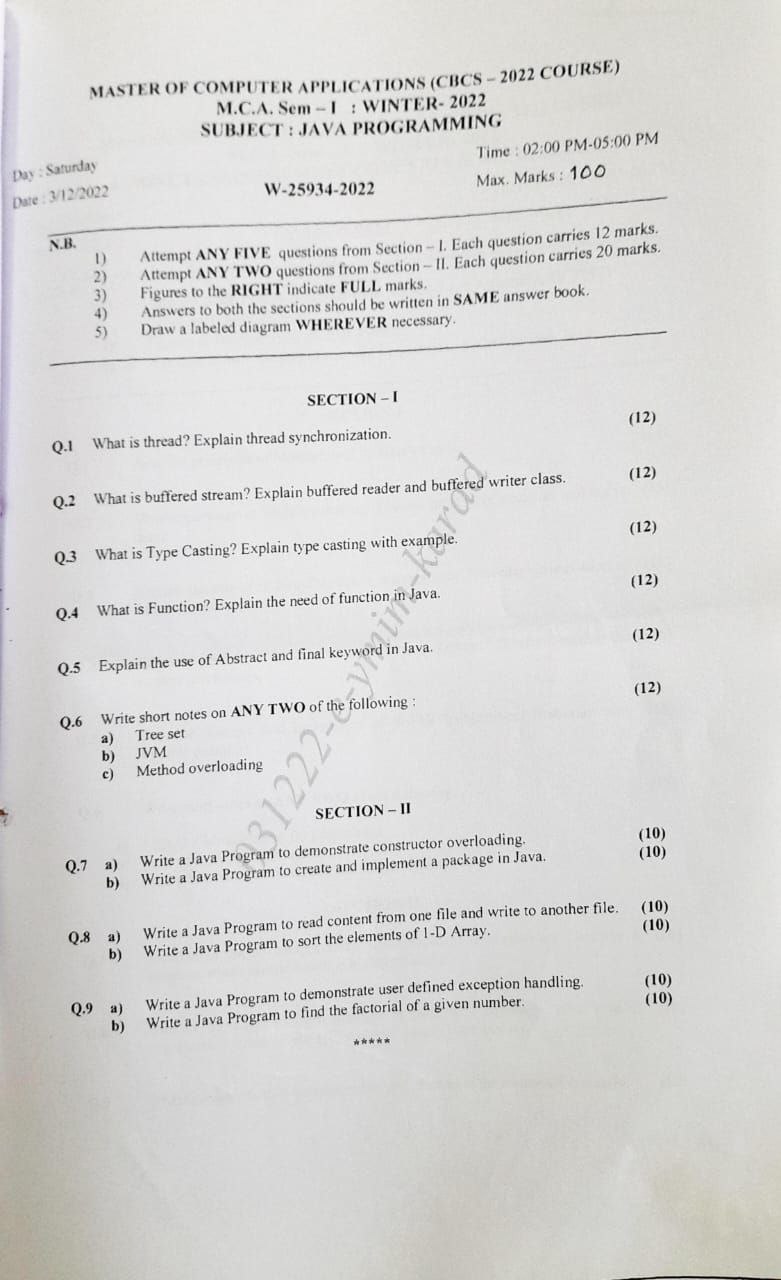 MASTER OF COMPUTER APPLICATIONS (CBCS – 2022 COURSE)
M.C.A. Sem – I : WINTER- 2022
SUBJECT : JAVA PROGRAMMING
Day : Saturday
Date : 3/12/2022
W-25934-2022
Time : 02:00 PM-05:00 PM
Max. Marks : 100
N.B.
1) Attempt ANY FIVE questions from Section – I. Each question carries 12 marks.
2) Attempt ANY TWO questions from Section – II. Each question carries 20 marks.
3) Figures to the RIGHT indicate FULL marks.
4) Answers to both the sections should be written in SAME answer book.
5) Draw a labeled diagram WHEREVER necessary.
SECTION – I
Q.1 What is thread? Explain thread synchronization. (12)
Q.2 What is buffered stream? Explain buffered reader and buffered writer class. (12)
Q.3 What is Type Casting? Explain type casting with example. (12)
Q.4 What is Function? Explain the need of function in Java. (12)
Q.5 Explain the use of Abstract and final keyword in Java. (12)
Q.6 Write short notes on ANY TWO of the following : (12)
a) Tree set
b) JVM
c) Method overloading
SECTION – II
Q.7 a) Write a Java Program to demonstrate constructor overloading. (10)
b) Write a Java Program to create and implement a package in Java. (10)
Q.8 a) Write a Java Program to read content from one file and write to another file. (10)
b) Write a Java Program to sort the elements of 1-D Array. (10)
Q.9 a) Write a Java Program to demonstrate user defined exception handling. (10)
b) Write a Java Program to find the factorial of a given number. (10)
*****
031222-e-ymim-karad